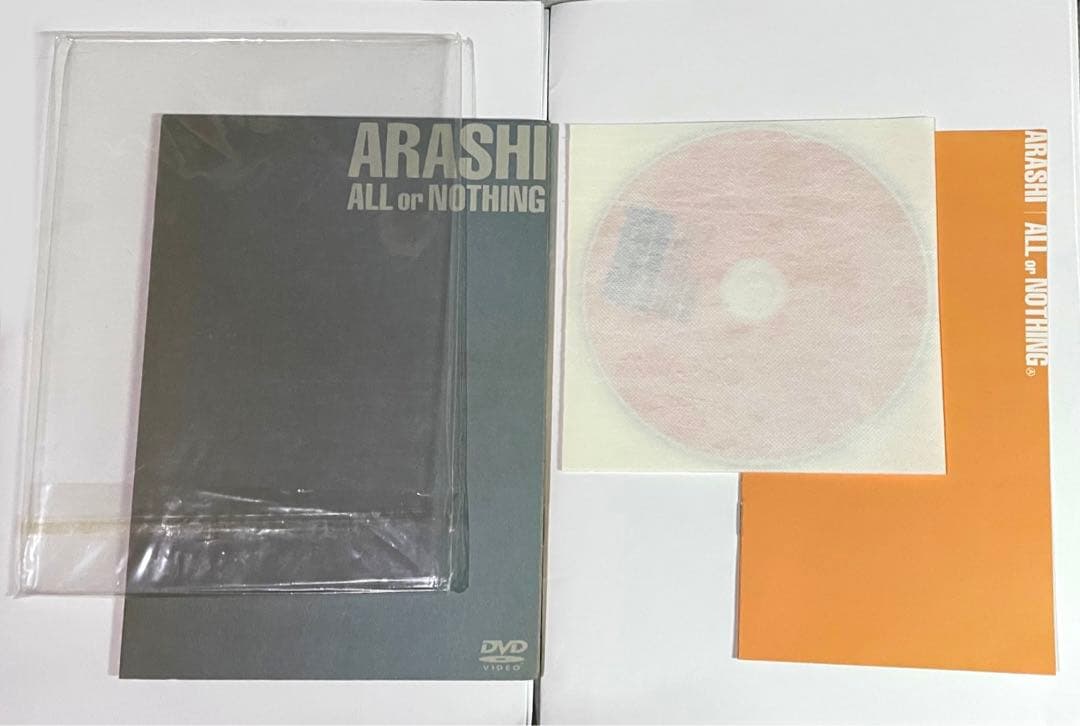 ARASHI
ALL or NOTHING
DVD
VIDEO
ARASHI | ALL or NOTHING